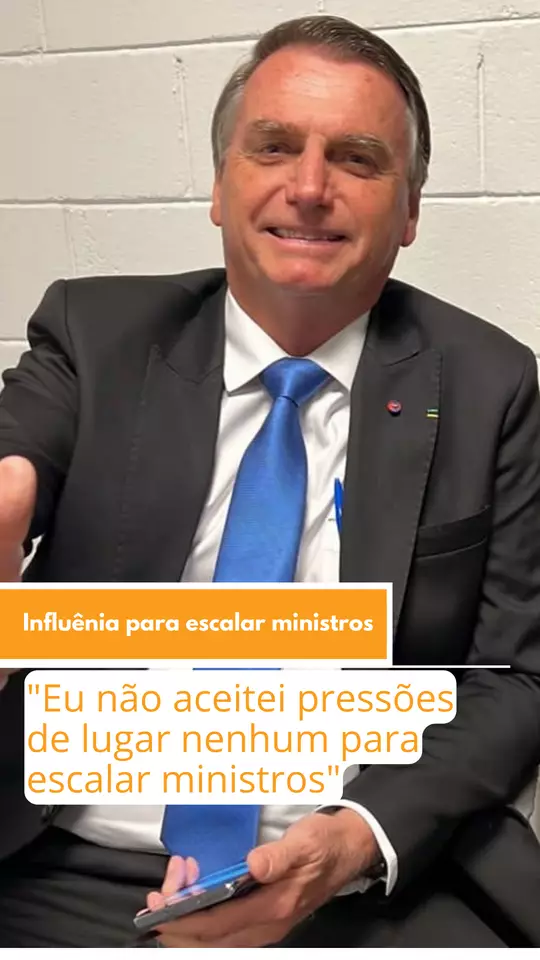 Influênia para escalar ministros
"Eu não aceitei pressões
de lugar nenhum para
escalar ministros"